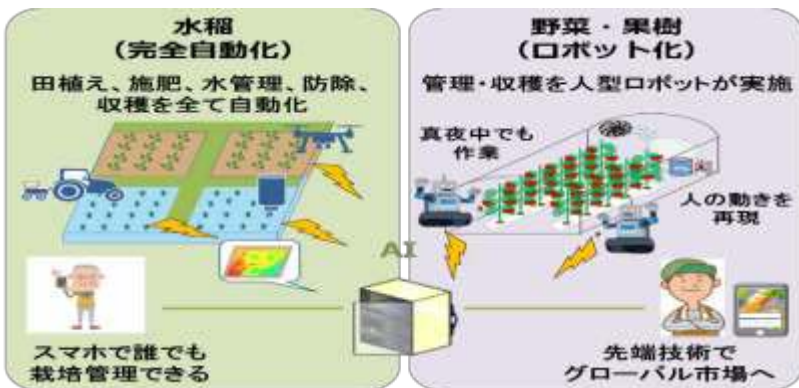 水稲
(完全自動化)
田植え、施肥、水管理、防除、
収穫を全て自動化
スマホで誰でも
栽培管理できる
AI
野菜・果樹
(ロボット化)
管理・収穫を人型ロボットが実施
真夜中でも
作業
人の動きを
再現
先端技術で
グローバル市場へ